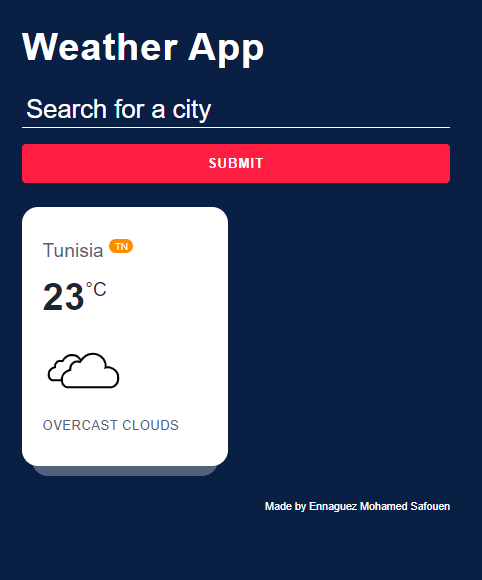 Weather App
Search for a city
SUBMIT
Tunisia TN
23°C
OVERCAST CLOUDS
Made by Ennaguez Mohamed Safouen